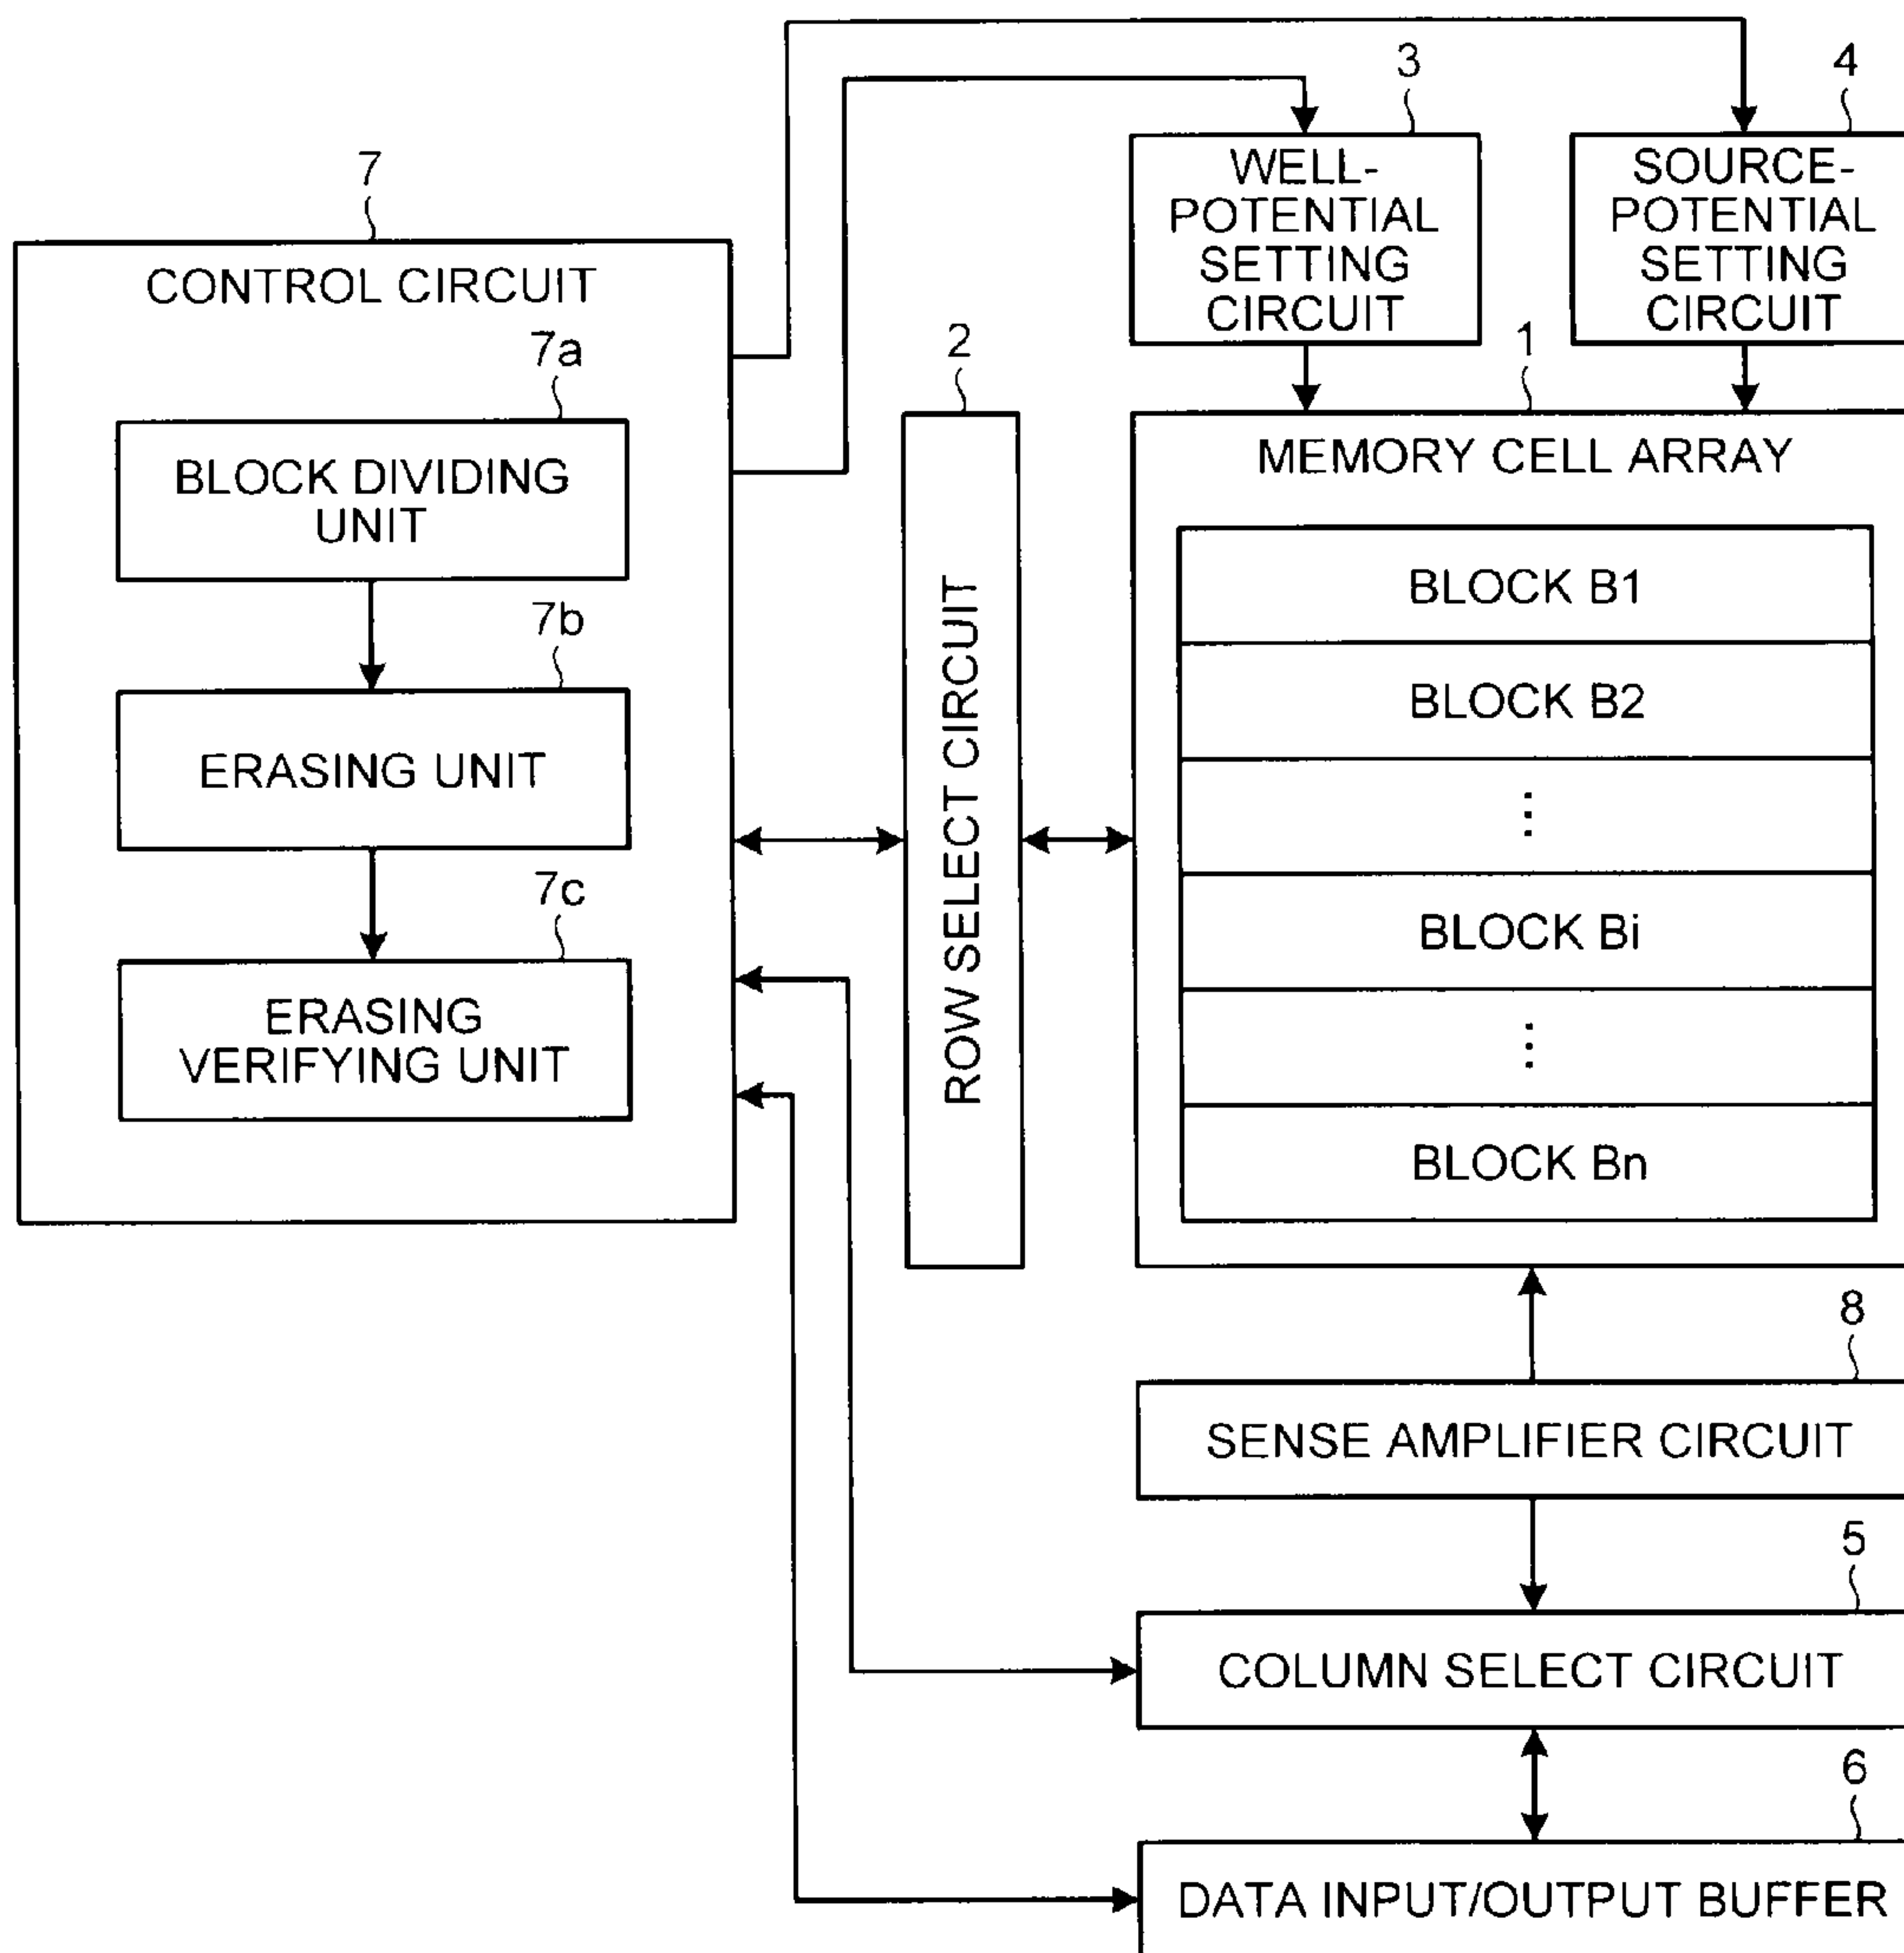 3
4
WELL-
POTENTIAL
SETTING
CIRCUIT
SOURCE-
POTENTIAL
SETTING
CIRCUIT
7
CONTROL CIRCUIT
7a
BLOCK DIVIDING
UNIT
7b
ERASING UNIT
7c
ERASING
VERIFYING UNIT
2
ROW SELECT CIRCUIT
1
MEMORY CELL ARRAY
BLOCK B1
BLOCK B2
⋮
BLOCK Bi
⋮
BLOCK Bn
8
SENSE AMPLIFIER CIRCUIT
5
COLUMN SELECT CIRCUIT
6
DATA INPUT/OUTPUT BUFFER